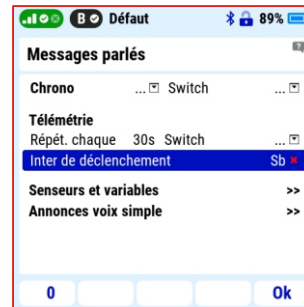 B Défaut 89%
Messages parlés ?
Chrono ... Switch ...
Télémétrie
Répét. chaque 30s Switch ...
Inter de déclenchement Sb
Senseurs et variables >>
Annonces voix simple >>
0 Ok